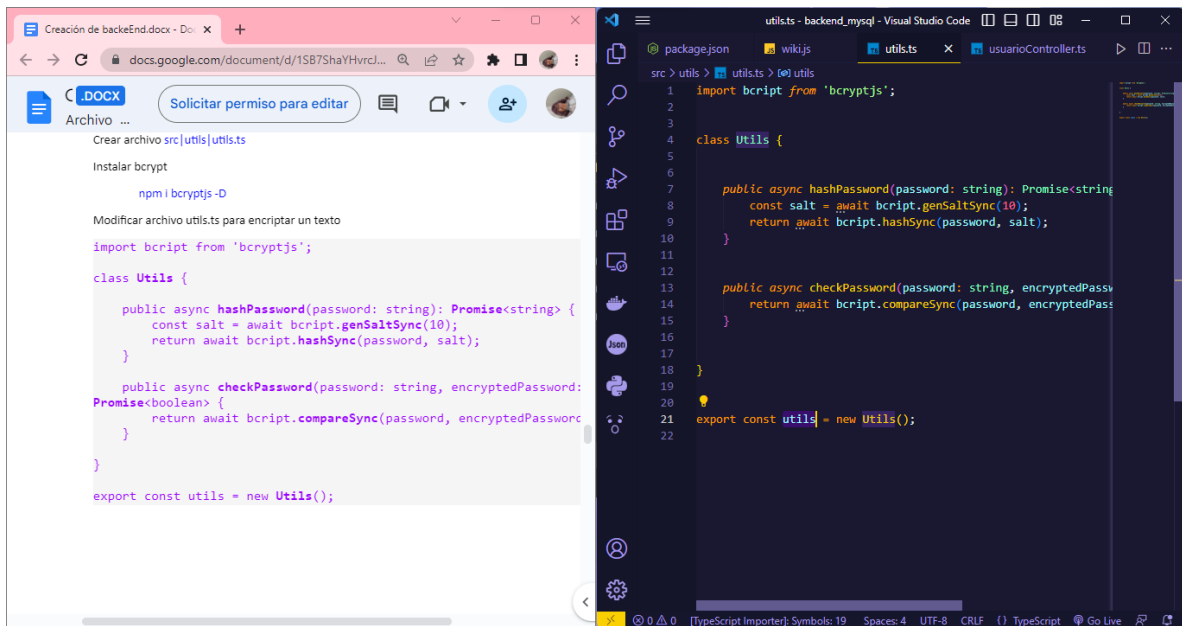 Creación de backeEnd.docx - Do
docs.google.com/document/d/1SB7ShaYHvrcJ...
C .DOCX
Archivo ...
Solicitar permiso para editar
Crear archivo src|utils|utils.ts
Instalar bcrypt
npm i bcryptjs -D
Modificar archivo utils.ts para encriptar un texto
import bcript from 'bcryptjs';
class Utils {
public async hashPassword(password: string): Promise<string> {
const salt = await bcript.genSaltSync(10);
return await bcript.hashSync(password, salt);
}
public async checkPassword(password: string, encryptedPassword:
Promise<boolean> {
return await bcript.compareSync(password, encryptedPassword
}
}
export const utils = new Utils();
utils.ts - backend_mysql - Visual Studio Code
package.json wikijs utils.ts usuarioController.ts
src > utils > utils.ts > utils
1 import bcript from 'bcryptjs';
2
3
4 class Utils {
5
6
7 public async hashPassword(password: string): Promise<string
8 const salt = await bcript.genSaltSync(10);
9 return await bcript.hashSync(password, salt);
10 }
11
12
13 public async checkPassword(password: string, encryptedPassw
14 return await bcript.compareSync(password, encryptedPass
15 }
16
17
18 }
19
20
21 export const utils = new Utils();
22
Json
0 0 [TypeScript Importer]: Symbols: 19 Spaces: 4 UTF-8 CRLF {} TypeScript Go Live